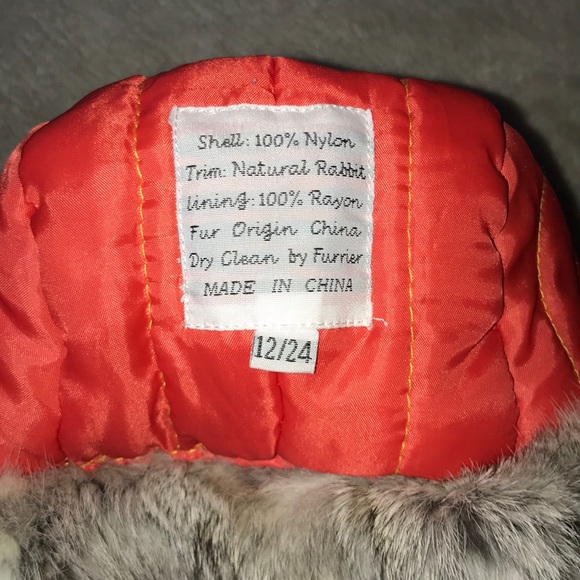 Shell: 100% Nylon
Trim: Natural Rabbit
lining: 100% Rayon
Fur Origin China
Dry Clean by Furrier
MADE IN CHINA
12/24